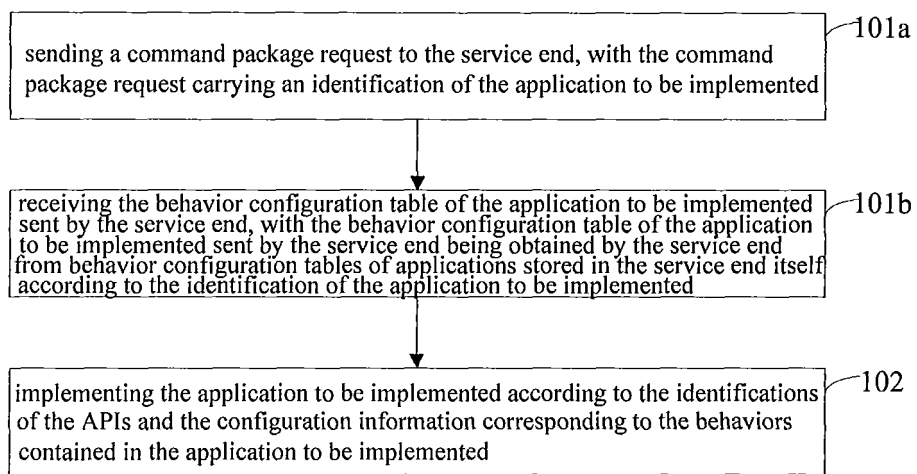 101a
sending a command package request to the service end, with the command
package request carrying an identification of the application to be implemented
101b
receiving the behavior configuration table of the application to be implemented
sent by the service end, with the behavior configuration table of the application
to be implemented sent by the service end being obtained by the service end
from behavior configuration tables of applications stored in the service end itself
according to the identification of the application to be implemented
102
implementing the application to be implemented according to the identifications
of the APIs and the configuration information corresponding to the behaviors
contained in the application to be implemented